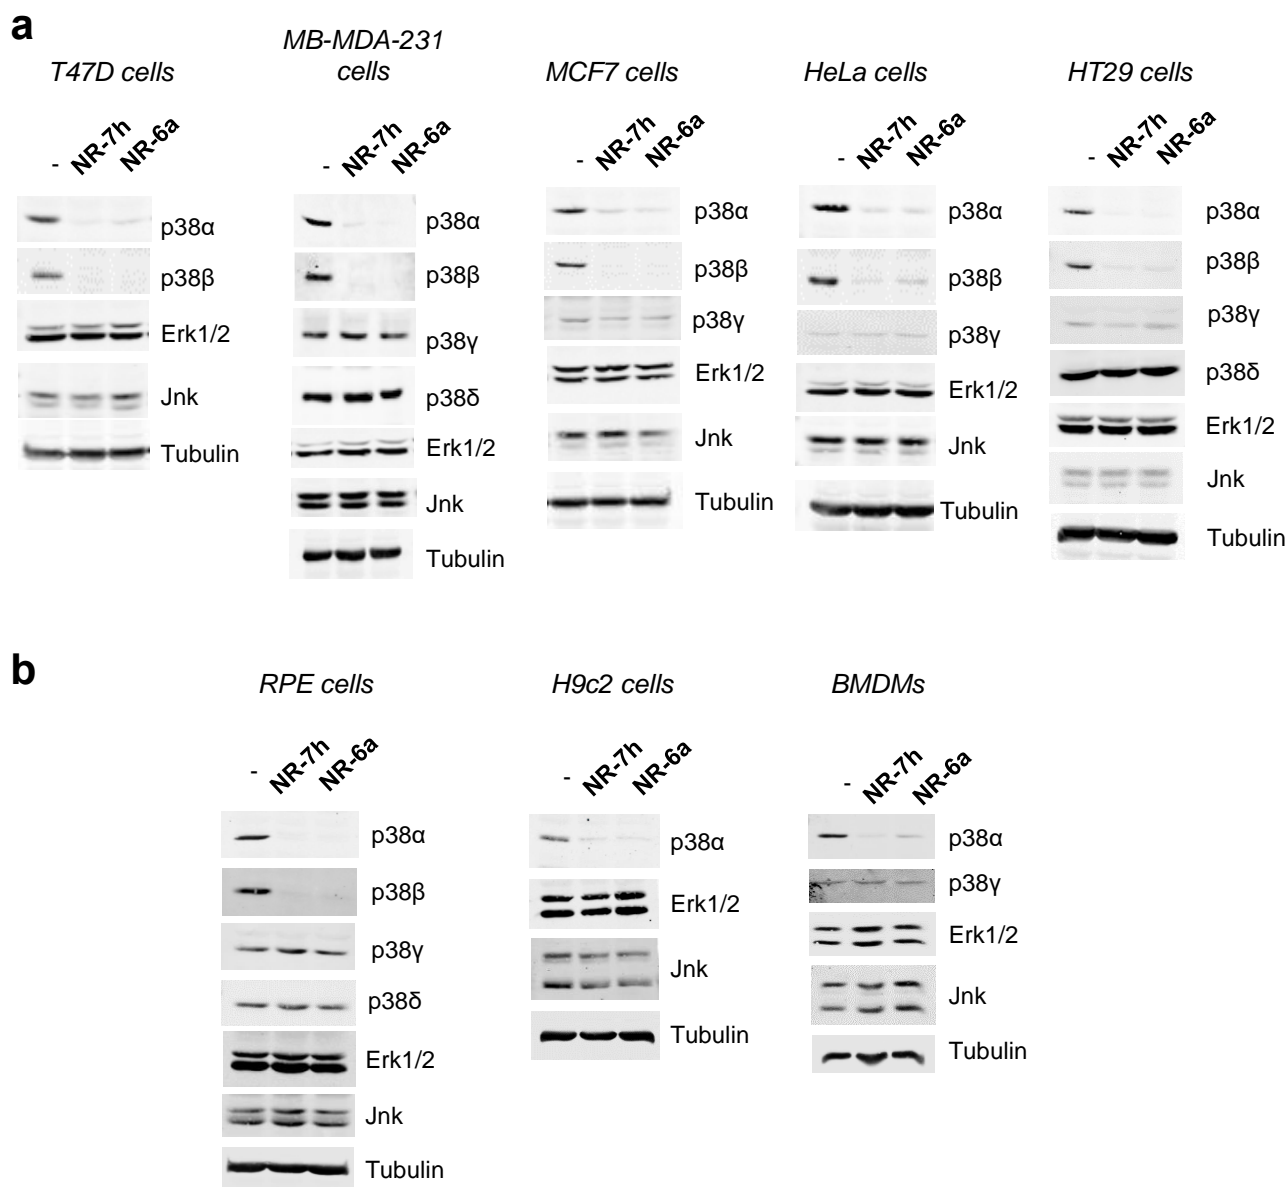 a
T47D cells
MB-MDA-231
cells
MCF7 cells
HeLa cells
HT29 cells
- NR-7h NR-6a
- NR-7h NR-6a
- NR-7h NR-6a
- NR-7h NR-6a
- NR-7h NR-6a
p38α
p38β
Erk1/2
Jnk
Tubulin
p38α
p38β
p38γ
p38δ
Erk1/2
Jnk
Tubulin
p38α
p38β
p38γ
Erk1/2
Jnk
Tubulin
p38α
p38β
p38γ
Erk1/2
Jnk
Tubulin
p38α
p38β
p38γ
p38δ
Erk1/2
Jnk
Tubulin
b
RPE cells
H9c2 cells
BMDMs
- NR-7h NR-6a
- NR-7h NR-6a
- NR-7h NR-6a
p38α
p38β
p38γ
p38δ
Erk1/2
Jnk
Tubulin
p38α
Erk1/2
Jnk
Tubulin
p38α
p38γ
Erk1/2
Jnk
Tubulin